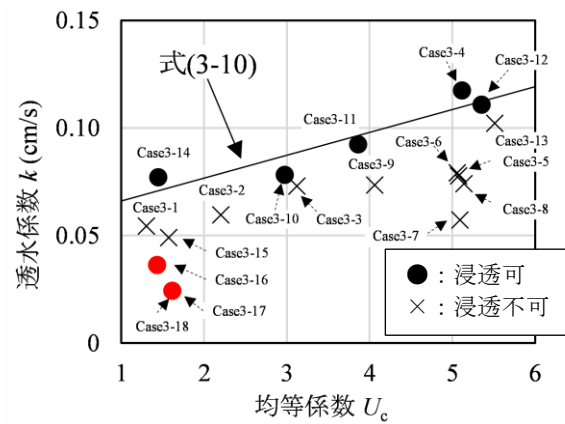 0.15
0.10
0.05
0
透水係数 k (cm/s)
式(3-10)
Case3-4
Case3-12
Case3-11
Case3-14
Case3-6
Case3-13
Case3-9
Case3-5
Case3-2
Case3-1
Case3-10
Case3-3
Case3-8
Case3-7
Case3-15
Case3-16
Case3-17
Case3-18
●：浸透可
×：浸透不可
1 2 3 4 5 6
均等係数 Uc